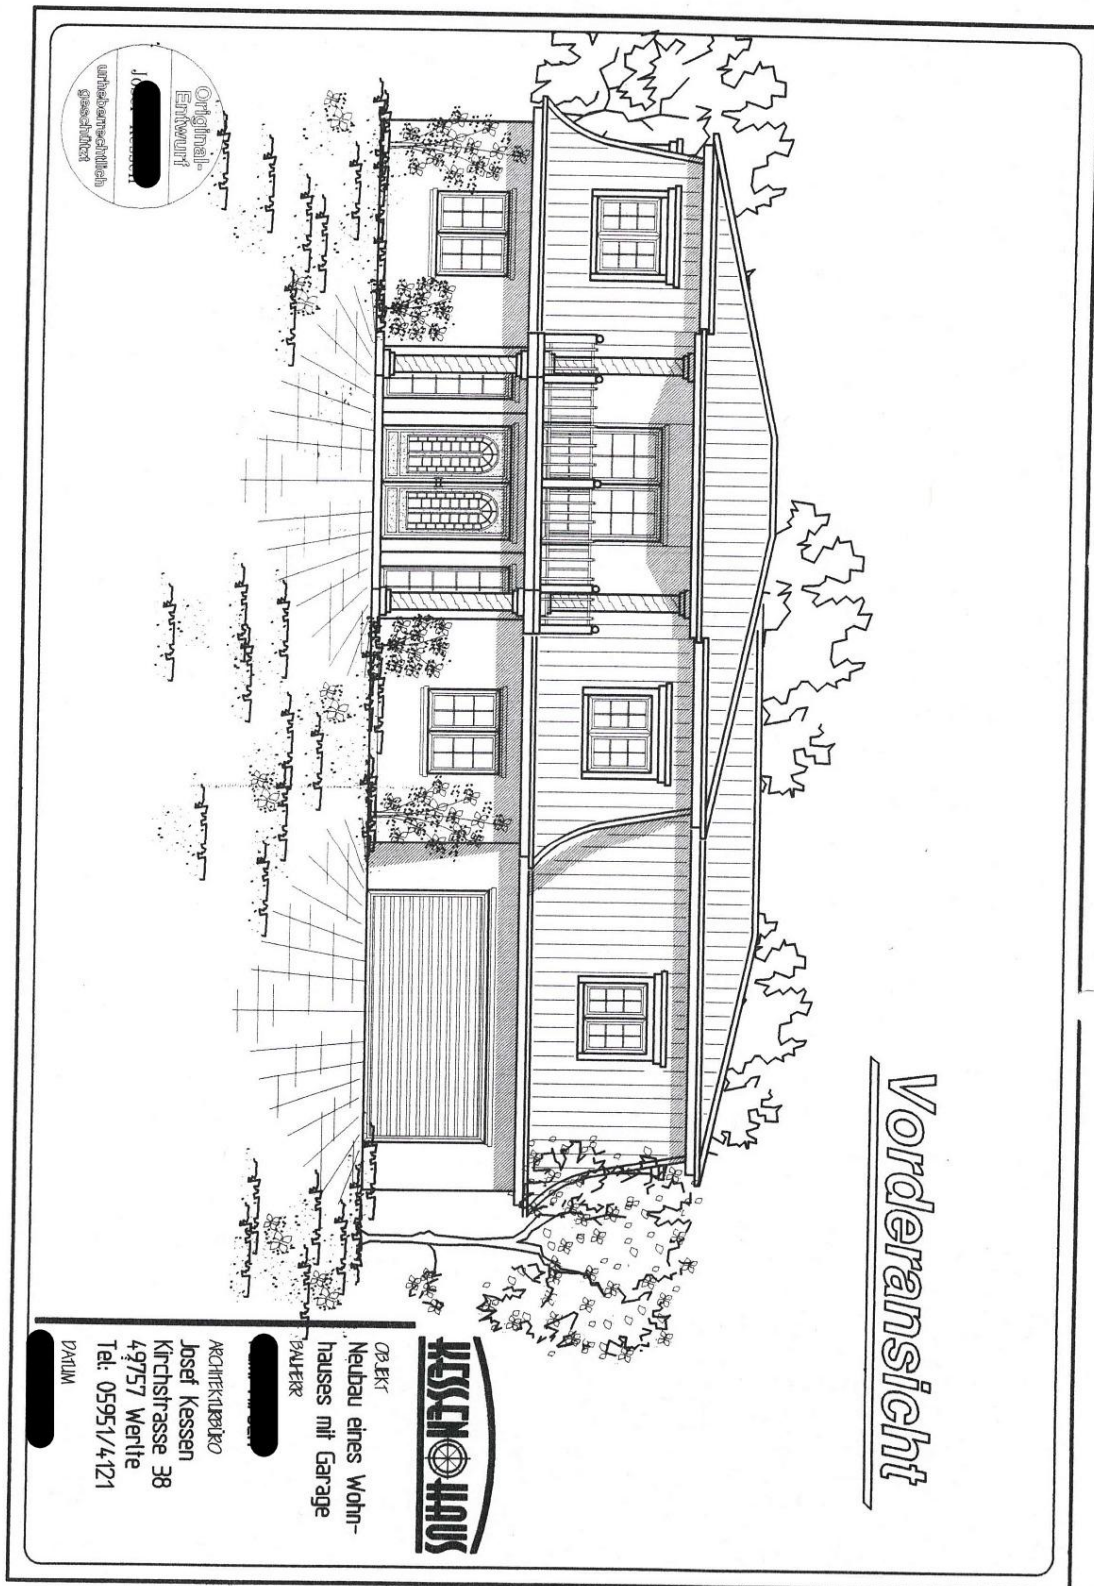 Vorderansicht
Original-
Entwurf
urheberrechtlich
geschützt
KESSEN HAUS
OBJEKT
Neubau eines Wohn-
hauses mit Garage
BAUHERR
ARCHITEKTURBÜRO
Josef Kessen
Kirchstrasse 38
49757 Werlte
Tel: 05951/4121
DATUM